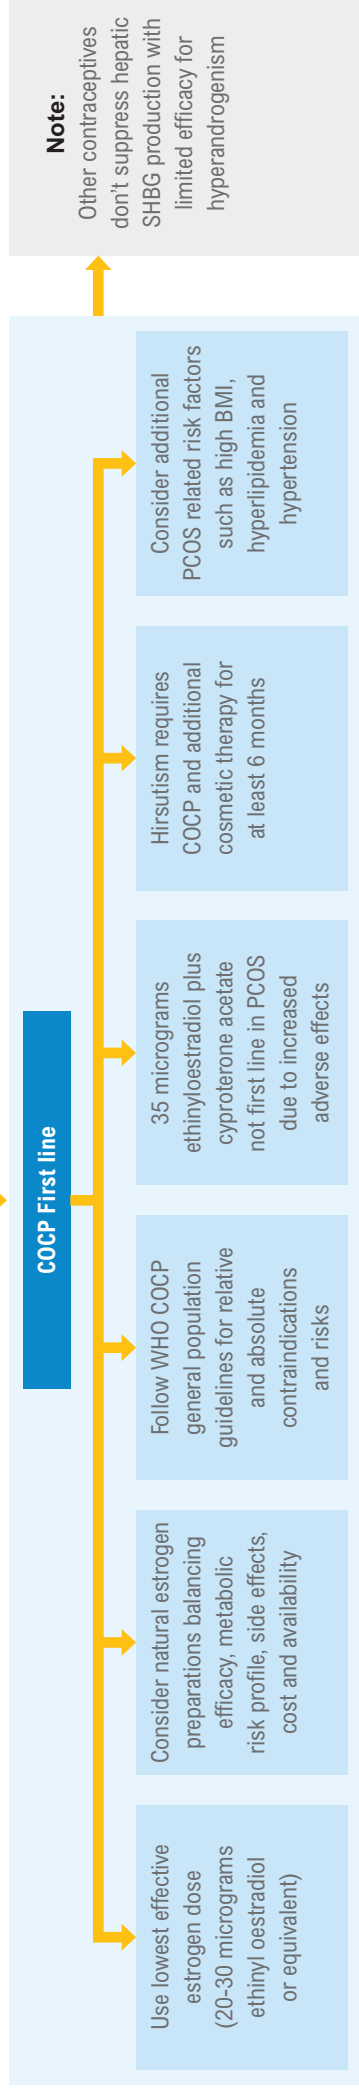 COCP First line
Use lowest effective
estrogen dose
(20-30 micrograms
ethinyl oestradiol
or equivalent)
Consider natural estrogen
preparations balancing
efficacy, metabolic
risk profile, side effects,
cost and availability
Follow WHO COCP
general population
guidelines for relative
and absolute
contraindications
and risks
35 micrograms
ethinyloestradiol plus
cyproterone acetate
not first line in PCOS
due to increased
adverse effects
Hirsutism requires
COCP and additional
cosmetic therapy for
at least 6 months
Consider additional
PCOS related risk factors
such as high BMI,
hyperlipidemia and
hypertension
Note:
Other contraceptives
don't suppress hepatic
SHBG production with
limited efficacy for
hyperandrogenism